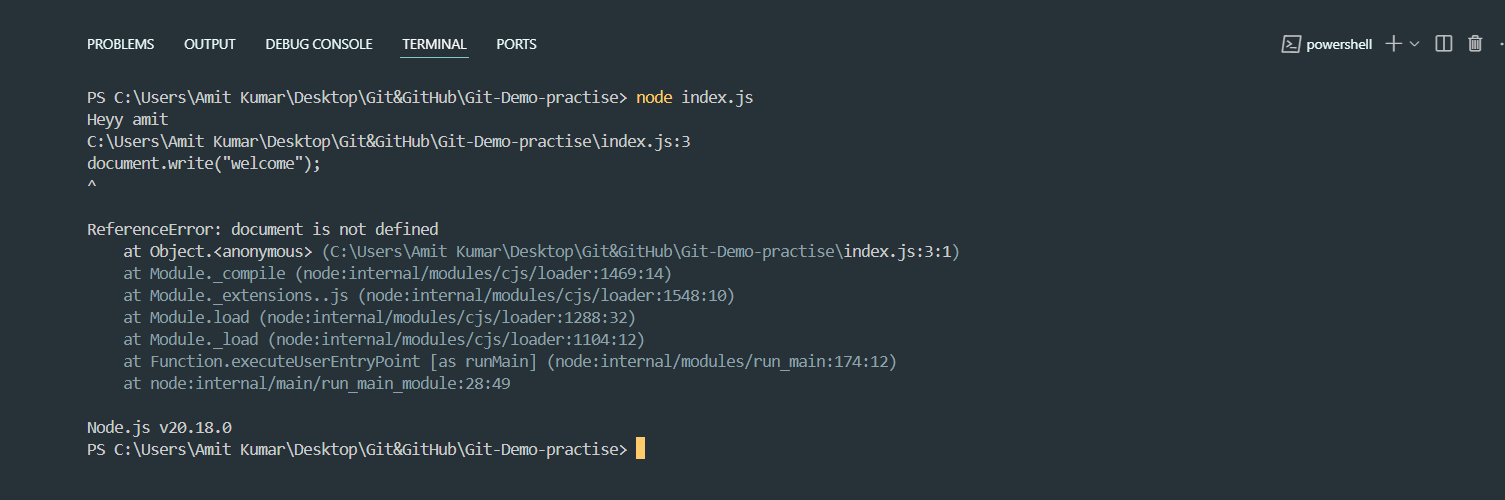 PROBLEMS OUTPUT DEBUG CONSOLE TERMINAL PORTS powershell
PS C:\Users\Amit Kumar\Desktop\Git&GitHub\Git-Demo-practise> node index.js
Heyy amit
C:\Users\Amit Kumar\Desktop\Git&GitHub\Git-Demo-practise\index.js:3
document.write("welcome");
^
ReferenceError: document is not defined
    at Object.<anonymous> (C:\Users\Amit Kumar\Desktop\Git&GitHub\Git-Demo-practise\index.js:3:1)
    at Module._compile (node:internal/modules/cjs/loader:1469:14)
    at Module._extensions..js (node:internal/modules/cjs/loader:1548:10)
    at Module.load (node:internal/modules/cjs/loader:1288:32)
    at Module._load (node:internal/modules/cjs/loader:1104:12)
    at Function.executeUserEntryPoint [as runMain] (node:internal/modules/run_main:174:12)
    at node:internal/main/run_main_module:28:49
Node.js v20.18.0
PS C:\Users\Amit Kumar\Desktop\Git&GitHub\Git-Demo-practise>